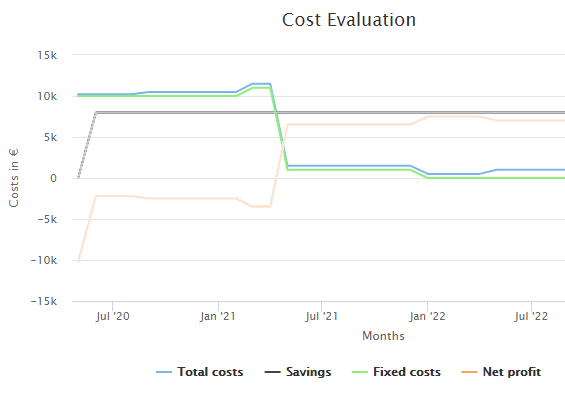 Cost Evaluation
15k
10k
5k
0
−5k
−10k
−15k
Costs in €
Jul '20 Jan '21 Jul '21 Jan '22 Jul '22
Months
Total costs Savings Fixed costs Net profit